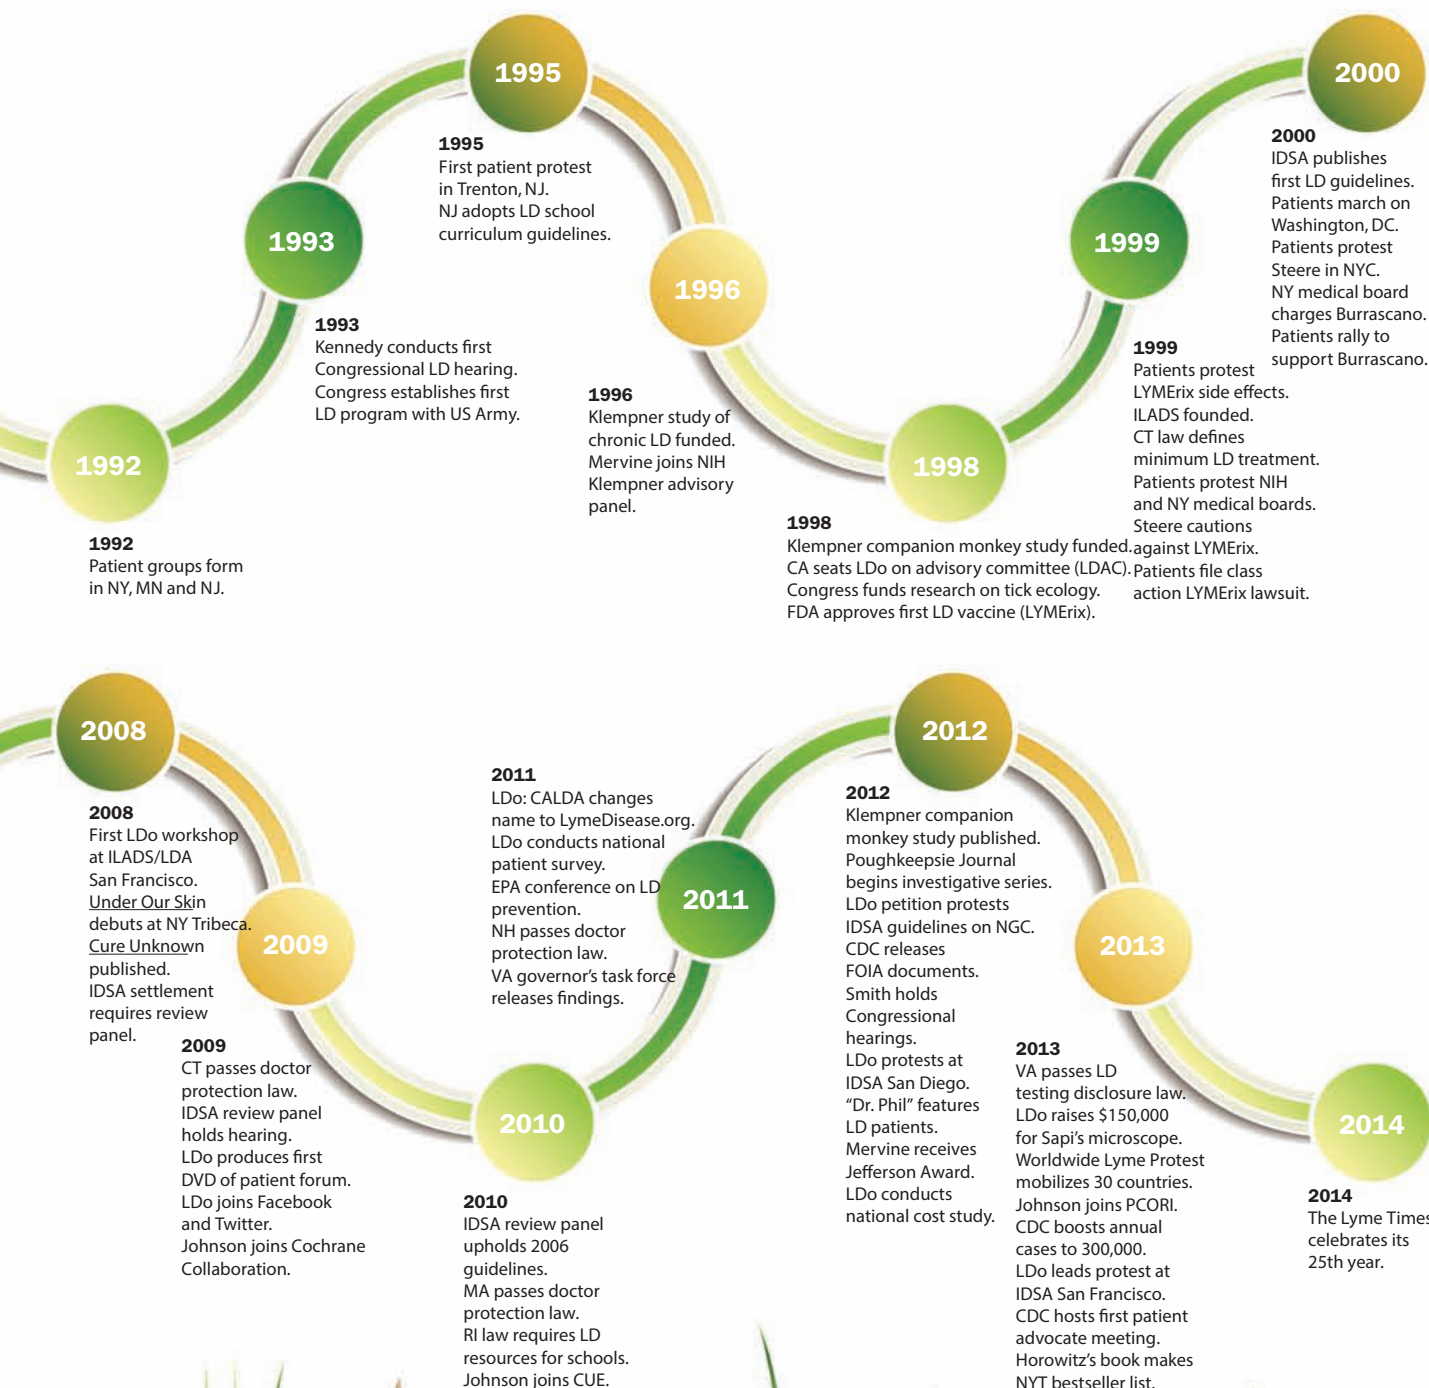 1995
1995
First patient protest
in Trenton, NJ.
NJ adopts LD school
curriculum guidelines.
1993
1993
Kennedy conducts first
Congressional LD hearing.
Congress establishes first
LD program with US Army.
1992
1992
Patient groups form
in NY, MN and NJ.
1996
1996
Klempner study of
chronic LD funded.
Mervine joins NIH
Klempner advisory
panel.
1998
1998
Klempner companion monkey study funded.
CA seats LDo on advisory committee (LDAC).
Congress funds research on tick ecology.
FDA approves first LD vaccine (LYMErix).
1999
1999
Patients protest
LYMErix side effects.
ILADS founded.
CT law defines
minimum LD treatment.
Patients protest NIH
and NY medical boards.
Steere cautions
against LYMErix.
Patients file class
action LYMErix lawsuit.
2000
2000
IDSA publishes
first LD guidelines.
Patients march on
Washington, DC.
Patients protest
Steere in NYC.
NY medical board
charges Burrascano.
Patients rally to
support Burrascano.
2008
2008
First LDo workshop
at ILADS/LDA
San Francisco.
Under Our Skin
debuts at NY Tribeca.
Cure Unknown
published.
IDSA settlement
requires review
panel.
2009
2009
CT passes doctor
protection law.
IDSA review panel
holds hearing.
LDo produces first
DVD of patient forum.
LDo joins Facebook
and Twitter.
Johnson joins Cochrane
Collaboration.
2010
2010
IDSA review panel
upholds 2006
guidelines.
MA passes doctor
protection law.
RI law requires LD
resources for schools.
Johnson joins CUE.
2011
LDo: CALDA changes
name to LymeDisease.org.
LDo conducts national
patient survey.
EPA conference on LD
prevention.
NH passes doctor
protection law.
VA governor's task force
releases findings.
2011
2012
2012
Klempner companion
monkey study published.
Poughkeepsie Journal
begins investigative series.
LDo petition protests
IDSA guidelines on NGC.
CDC releases
FOIA documents.
Smith holds
Congressional
hearings.
LDo protests at
IDSA San Diego.
“Dr. Phil” features
LD patients.
Mervine receives
Jefferson Award.
LDo conducts
national cost study.
2013
2013
VA passes LD
testing disclosure law.
LDo raises $150,000
for Sapi's microscope.
Worldwide Lyme Protest
mobilizes 30 countries.
Johnson joins PCORI.
CDC boosts annual
cases to 300,000.
LDo leads protest at
IDSA San Francisco.
CDC hosts first patient
advocate meeting.
Horowitz's book makes
NYT bestseller list.
2014
2014
The Lyme Times
celebrates its
25th year.